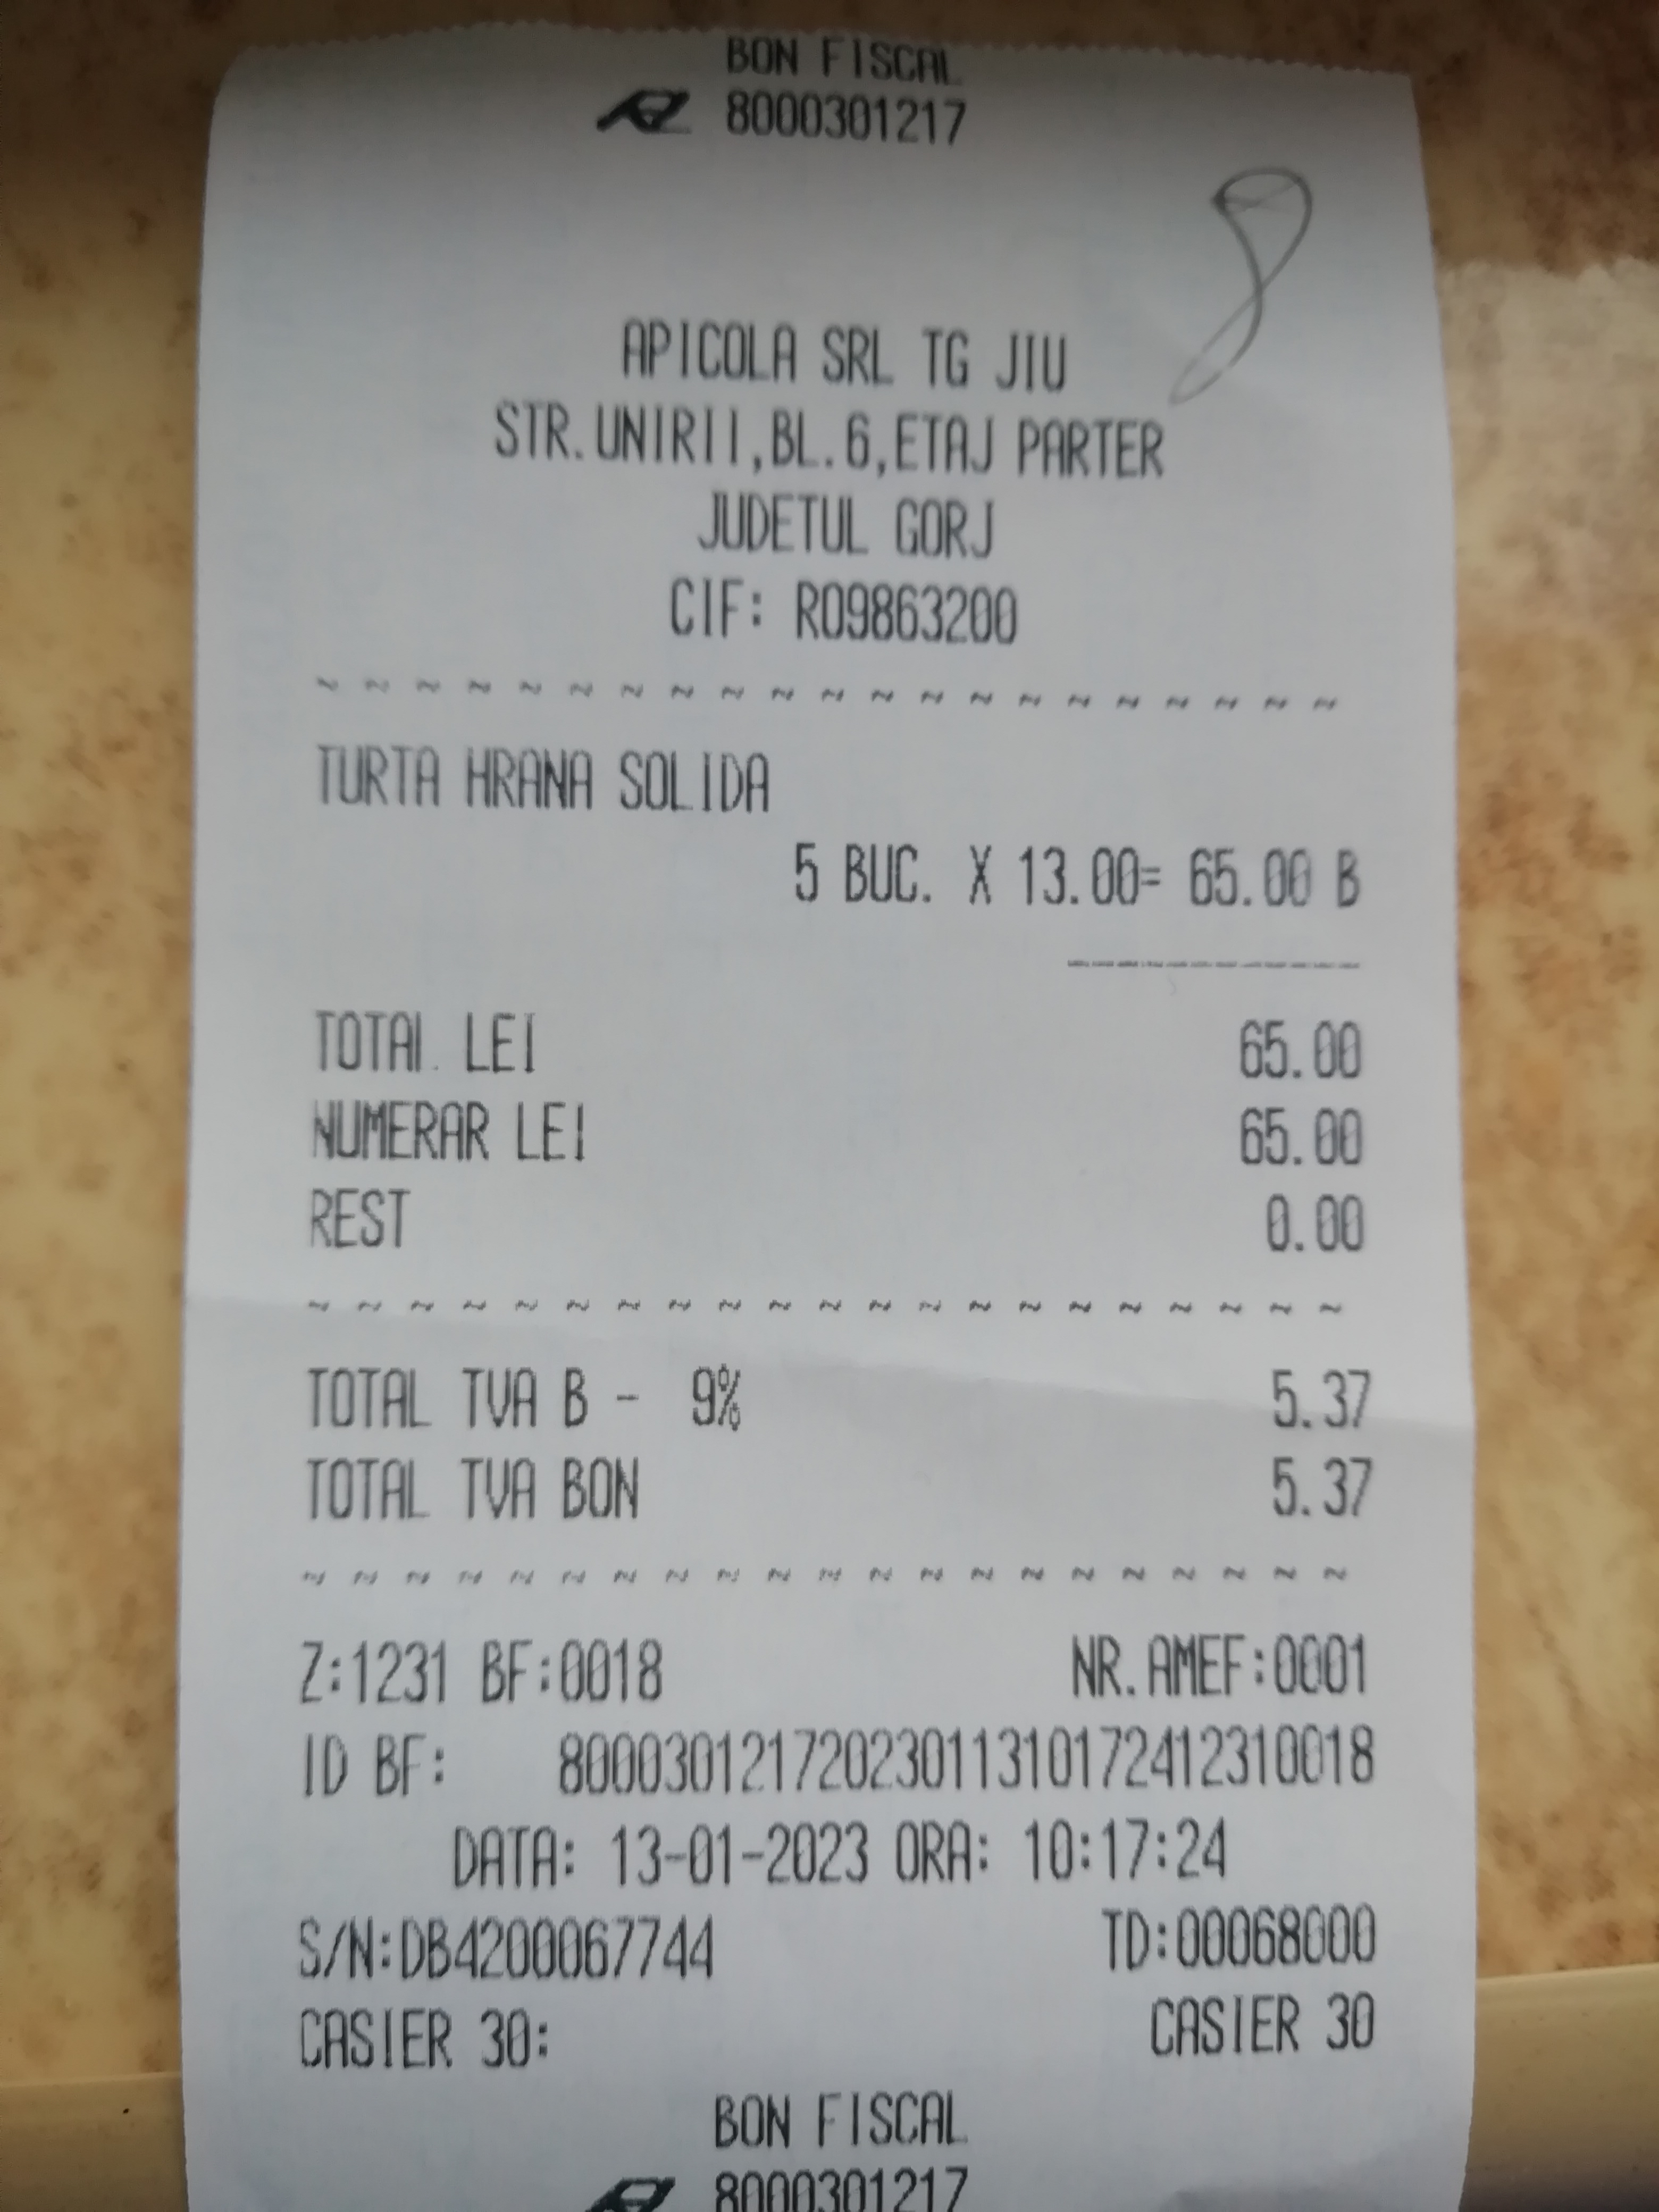 BON FISCAL
8000301217
8
APICOLA SRL TG JIU
STR.UNIRII,BL.6,ETAJ PARTER
JUDETUL GORJ
CIF: RO9863200
~ ~ ~ ~ ~ ~ ~ ~ ~ ~ ~ ~ ~ ~ ~ ~ ~ ~ ~ ~ ~
TURTA HRANA SOLIDA
5 BUC. X 13.00= 65.00 B
TOTAL LEI 65.00
NUMERAR LEI 65.00
REST 0.00
~ ~ ~ ~ ~ ~ ~ ~ ~ ~ ~ ~ ~ ~ ~ ~ ~ ~ ~ ~ ~
TOTAL TVA B - 9% 5.37
TOTAL TVA BON 5.37
~ ~ ~ ~ ~ ~ ~ ~ ~ ~ ~ ~ ~ ~ ~ ~ ~ ~ ~ ~ ~
Z:1231 BF:0018 NR.AMEF:0001
ID BF: 80003012172023011310172412310018
DATA: 13-01-2023 ORA: 10:17:24
S/N:DB4200067744 TD:00068000
CASIER 30: CASIER 30
BON FISCAL
8000301217